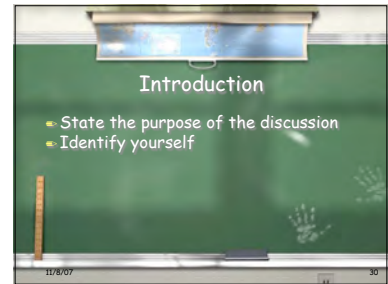 Introduction
State the purpose of the discussion
Identify yourself
11/8/07
30